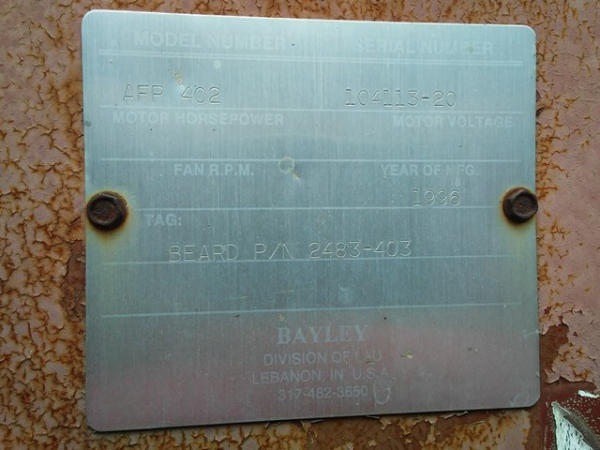 MODEL NUMBER SERIAL NUMBER
AFP 402 104113-20
MOTOR HORSEPOWER MOTOR VOLTAGE
FAN R.P.M. YEAR OF MFG.
1996
TAG:
BEARD P/N 2483-403
BAYLEY
DIVISION OF LAU
LEBANON, IN U.S.A.
317-482-3650